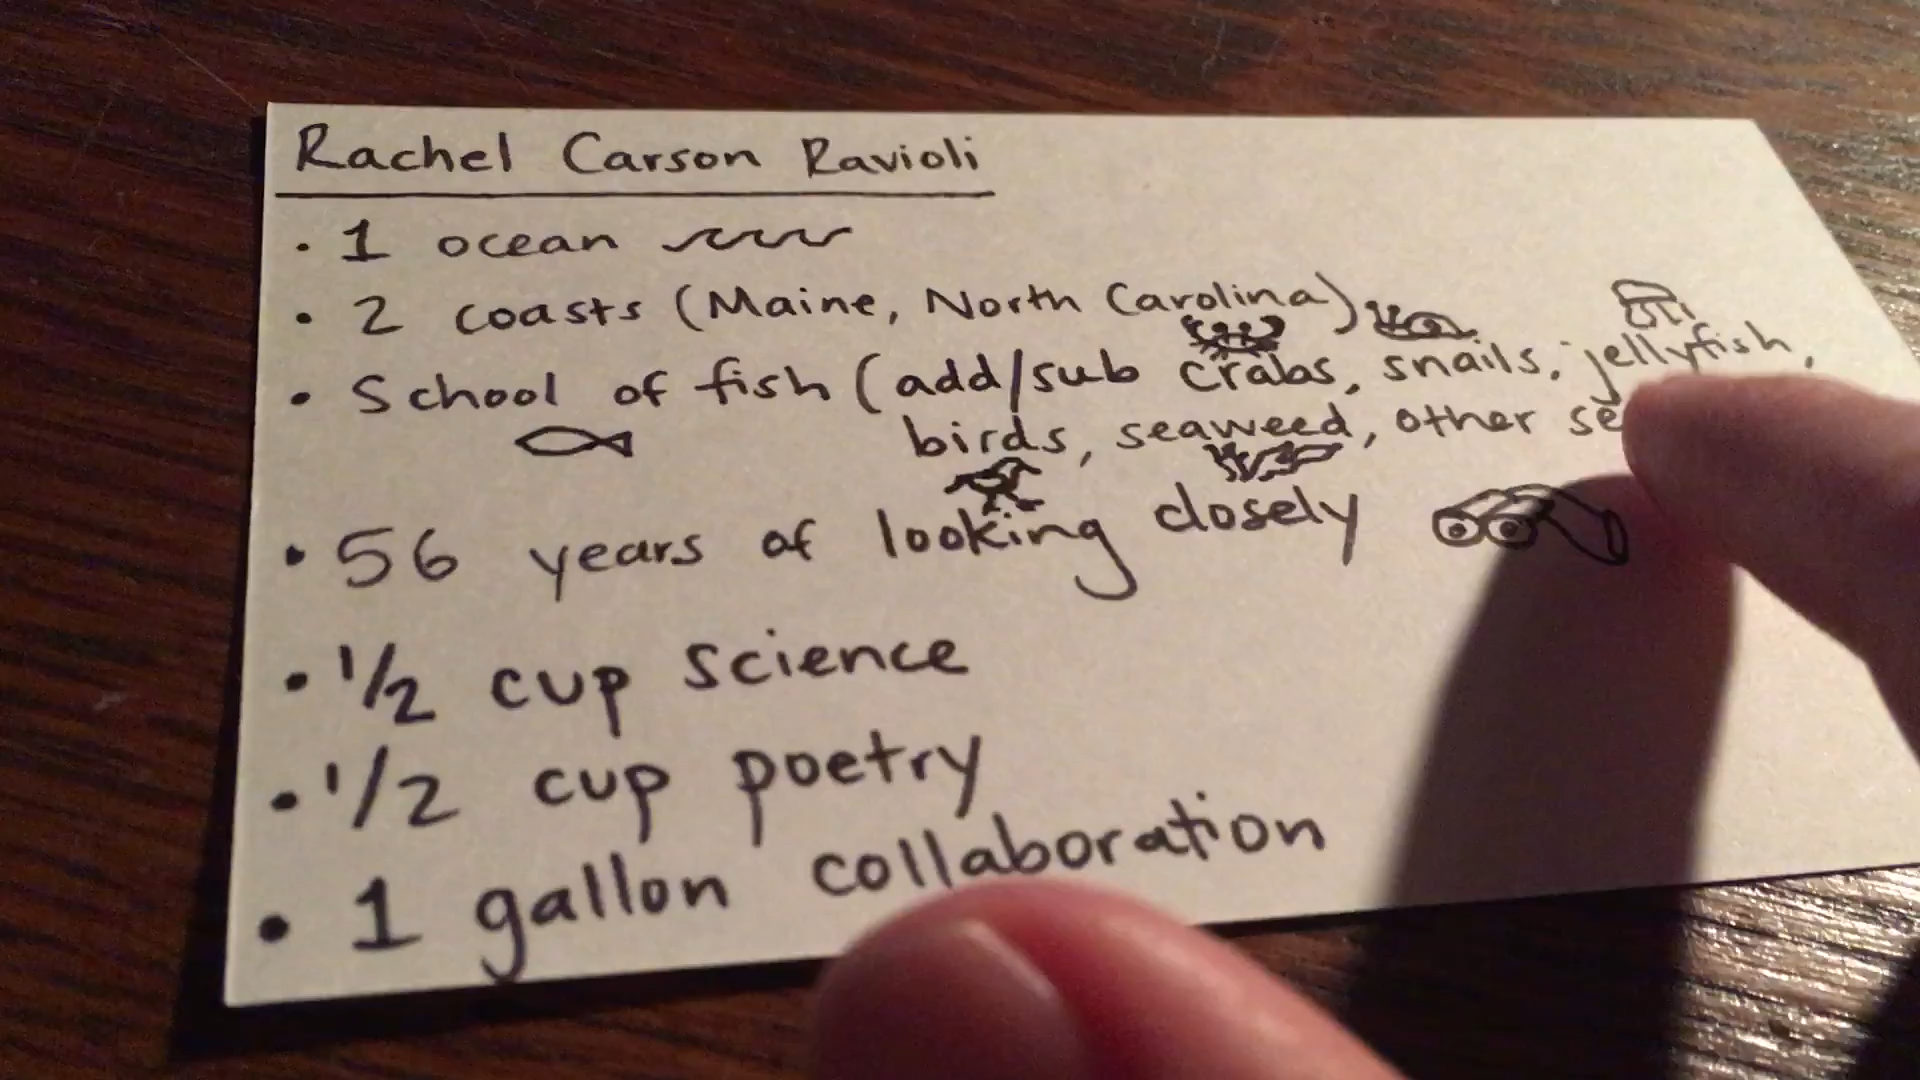 Rachel Carson Ravioli
• 1 ocean
• 2 coasts (Maine, North Carolina)
• School of fish (add/sub crabs, snails, jellyfish,
birds, seaweed, other
• 56 years of looking closely
• 1/2 cup science
• 1/2 cup poetry
• 1 gallon collaboration